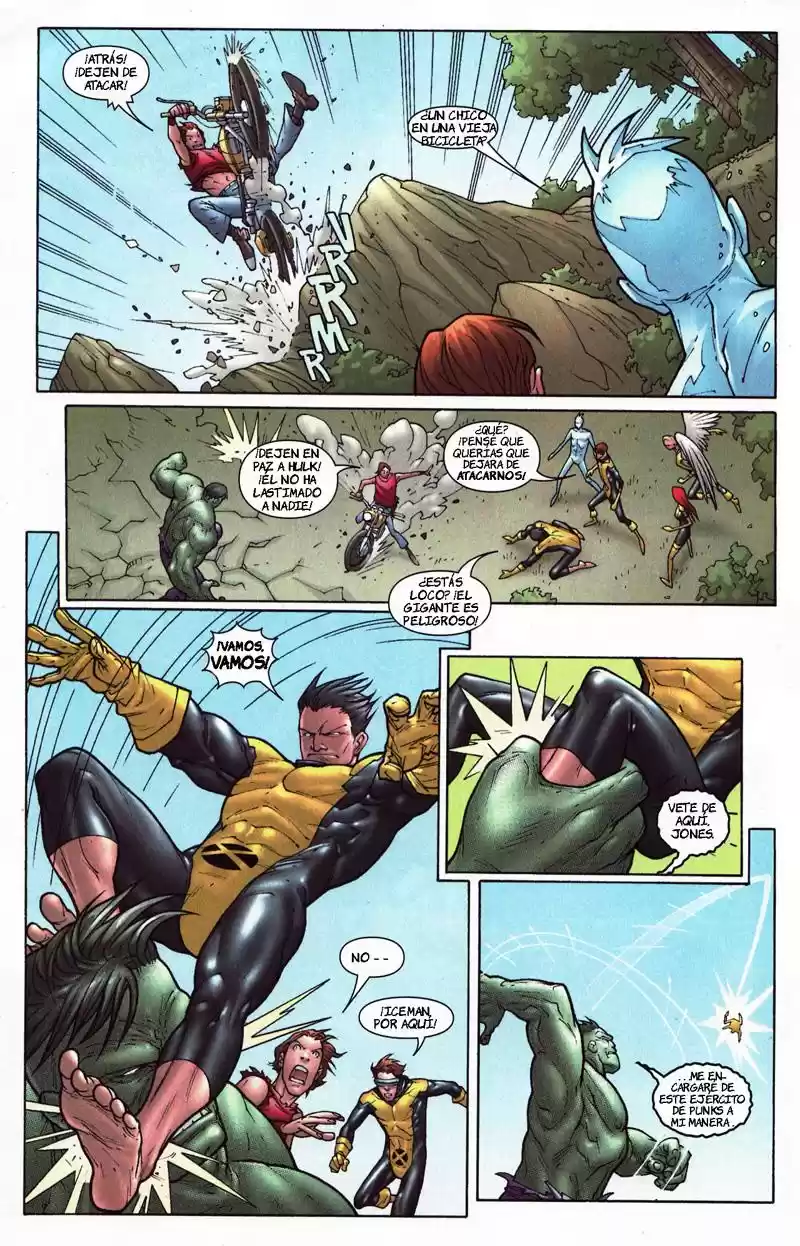 ¡ATRÁS!
¡DEJEN DE
ATACAR!
¿UN CHICO
EN UNA VIEJA
BICICLETA?
VRRMR
¡DEJEN EN
PAZ A HULK!
¡ÉL NO HA
LASTIMADO
A NADIE!
¿QUÉ?
¡PENSÉ QUE
QUERÍAS QUE
DEJARA DE
ATACARNOS!
¿ESTÁS
LOCO? ¡EL
GIGANTE ES
PELIGROSO!
¡VAMOS,
VAMOS!
VETE DE
AQUÍ,
JONES.
NO --
¡ICEMAN,
POR AQUÍ!
...ME EN-
CARGARÉ DE
ESTE EJÉRCITO
DE PUNKS A
MI MANERA.